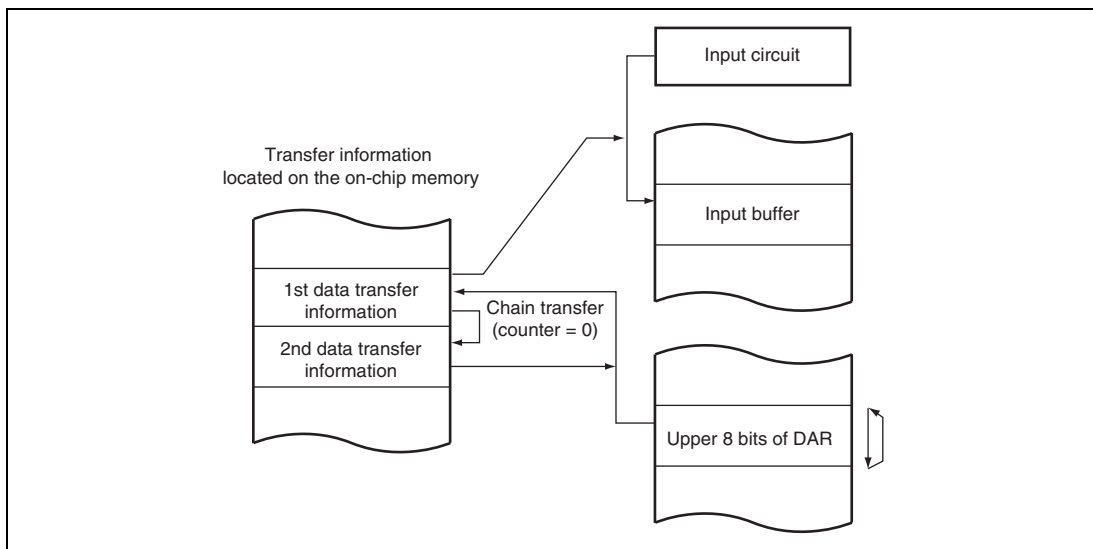 Input circuit
Transfer information
located on the on-chip memory
Input buffer
1st data transfer
information
Chain transfer
(counter = 0)
2nd data transfer
information
Upper 8 bits of DAR